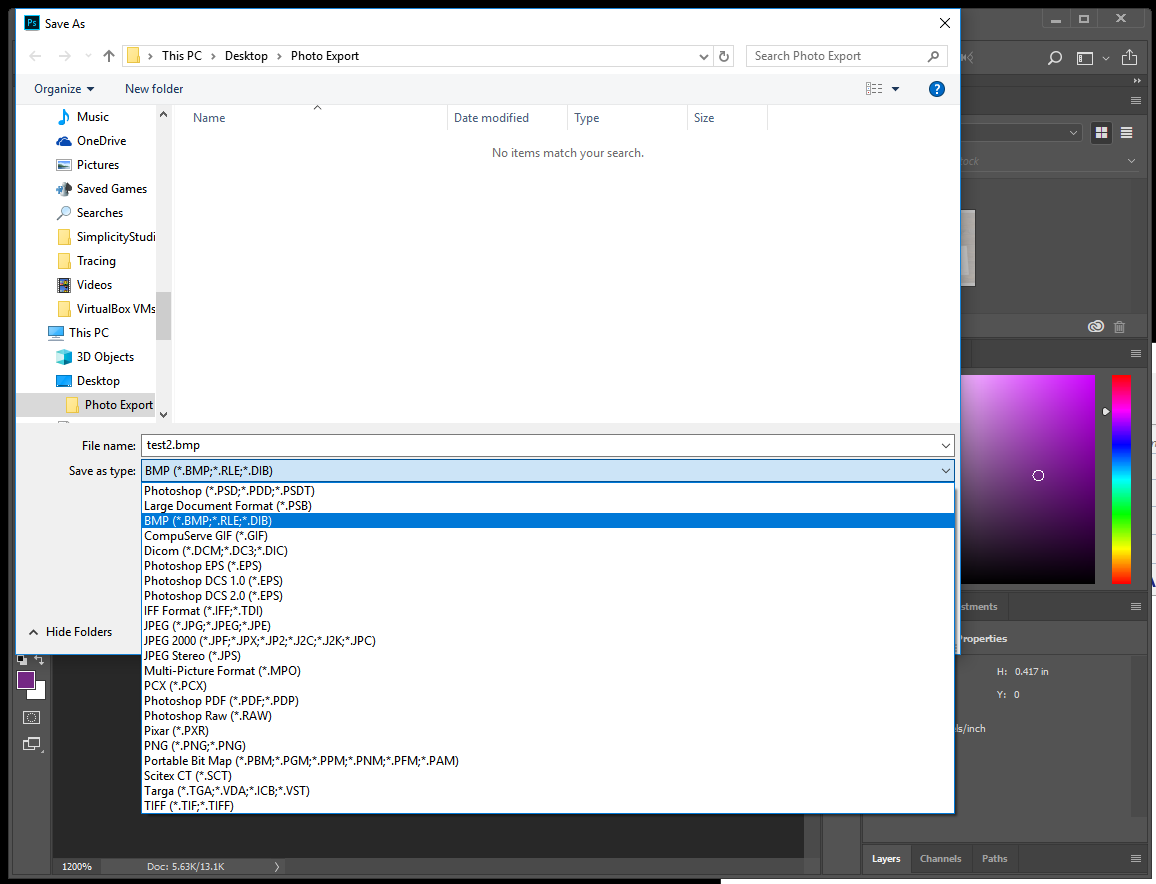 Ps Save As
This PC Desktop Photo Export
Search Photo Export
Organize New folder
?
Name Date modified Type Size
No items match your search.
Music
OneDrive
Pictures
Saved Games
Searches
SimplicityStudi
Tracing
Videos
VirtualBox VMs
This PC
3D Objects
Desktop
Photo Export
File name: test2.bmp
Save as type: BMP (*.BMP;*.RLE;*.DIB)
Photoshop (*.PSD;*.PDD;*.PSDT)
Large Document Format (*.PSB)
BMP (*.BMP;*.RLE;*.DIB)
CompuServe GIF (*.GIF)
Dicom (*.DCM;*.DC3;*.DIC)
Photoshop EPS (*.EPS)
Photoshop DCS 1.0 (*.EPS)
Photoshop DCS 2.0 (*.EPS)
IFF Format (*.IFF;*.TDI)
JPEG (*.JPG;*.JPEG;*.JPE)
JPEG 2000 (*.JPF;*.JPX;*.JP2;*.J2C;*.J2K;*.JPC)
JPEG Stereo (*.JPS)
Multi-Picture Format (*.MPO)
PCX (*.PCX)
Photoshop PDF (*.PDF;*.PDP)
Photoshop Raw (*.RAW)
Pixar (*.PXR)
PNG (*.PNG;*.PNG)
Portable Bit Map (*.PBM;*.PGM;*.PPM;*.PNM;*.PFM;*.PAM)
Scitex CT (*.SCT)
Targa (*.TGA;*.VDA;*.ICB;*.VST)
TIFF (*.TIF;*.TIFF)
Hide Folders
tock
stments
Properties
H: 0.417 in
Y: 0
ls/inch
1200% Doc: 5.63K/13.1K
Layers Channels Paths